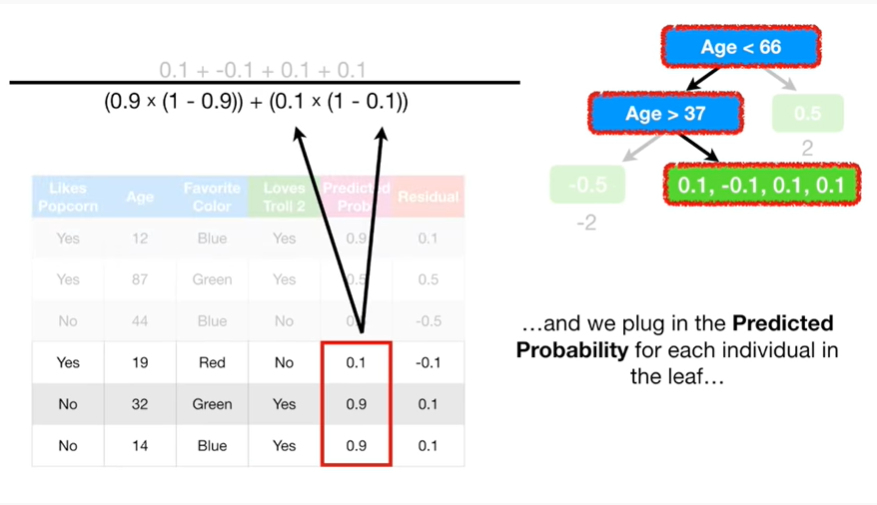 0.1 + -0.1 + 0.1 + 0.1
(0.9 × (1 - 0.9)) + (0.1 × (1 - 0.1))
Age < 66
Age > 37
0.5
2
-0.5
-2
0.1, -0.1, 0.1, 0.1
Likes Popcorn Age Favorite Color Loves Troll 2 Predicted Prob Residual
Yes 12 Blue Yes 0.9 0.1
Yes 87 Green Yes 0.5 0.5
No 44 Blue No -0.5
Yes 19 Red No 0.1 -0.1
No 32 Green Yes 0.9 0.1
No 14 Blue Yes 0.9 0.1
…and we plug in the Predicted
Probability for each individual in
the leaf…